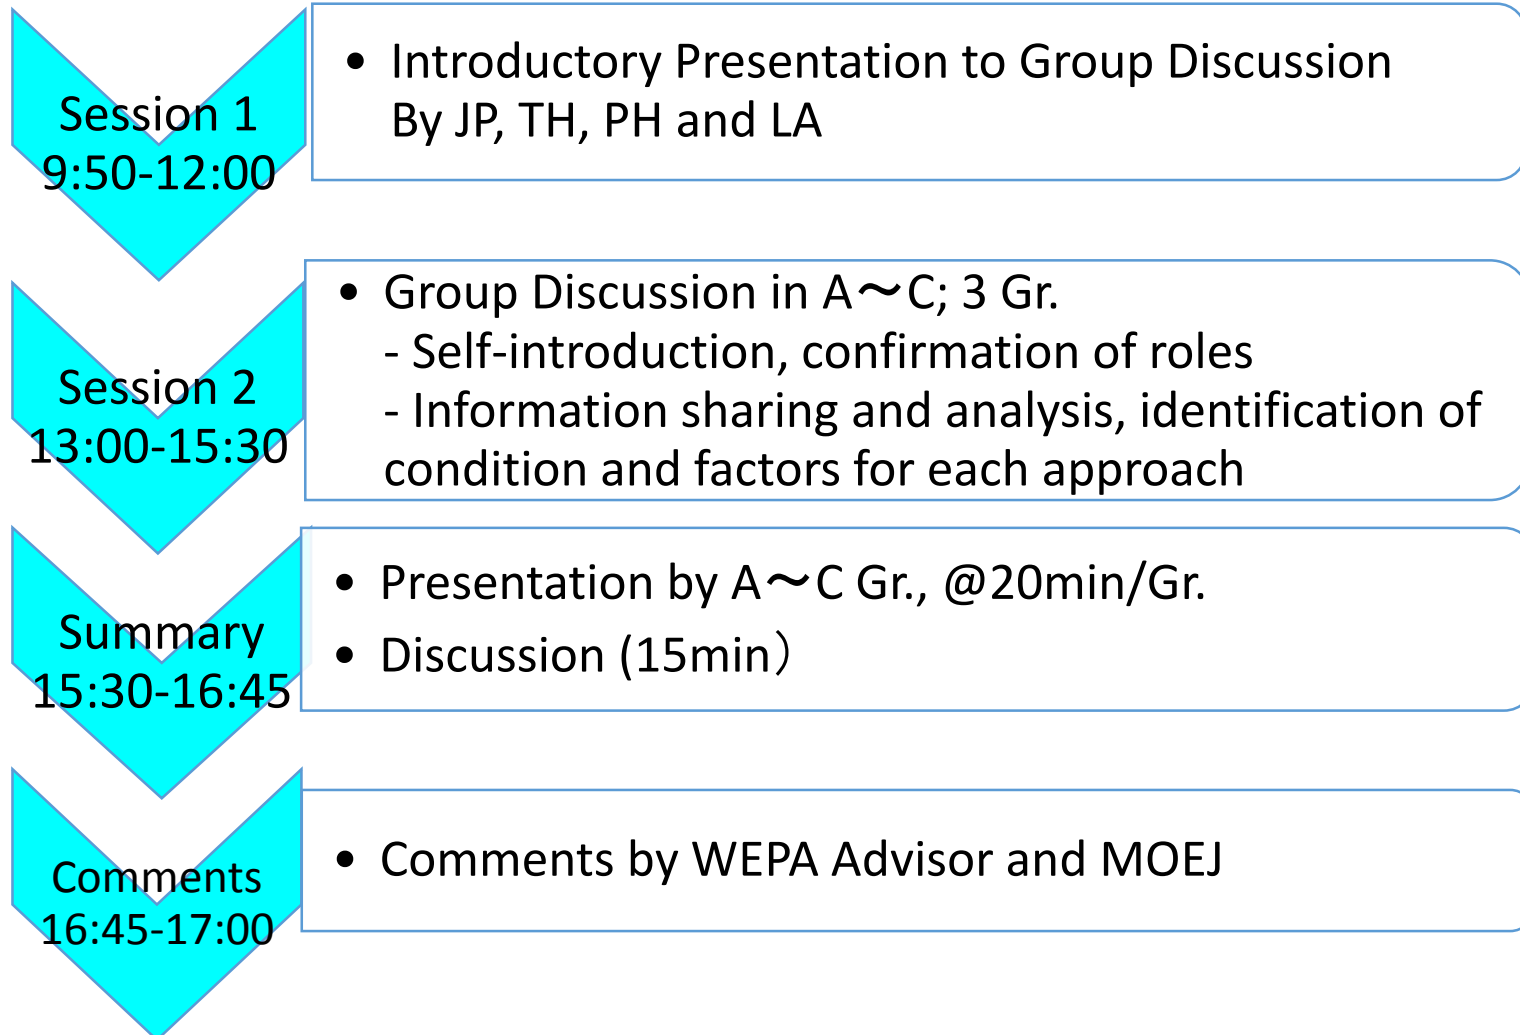 Session 1
9:50-12:00
• Introductory Presentation to Group Discussion
By JP, TH, PH and LA
Session 2
13:00-15:30
• Group Discussion in A～C; 3 Gr.
- Self-introduction, confirmation of roles
- Information sharing and analysis, identification of
condition and factors for each approach
Summary
15:30-16:45
• Presentation by A～C Gr., @20min/Gr.
• Discussion (15min）
Comments
16:45-17:00
• Comments by WEPA Advisor and MOEJ